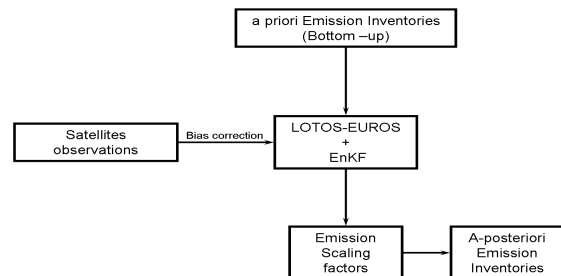 a priori Emission Inventories
(Bottom –up)
Satellites
observations
Bias correction
LOTOS-EUROS
+
EnKF
Emission
Scaling
factors
A-posteriori
Emission
Inventories